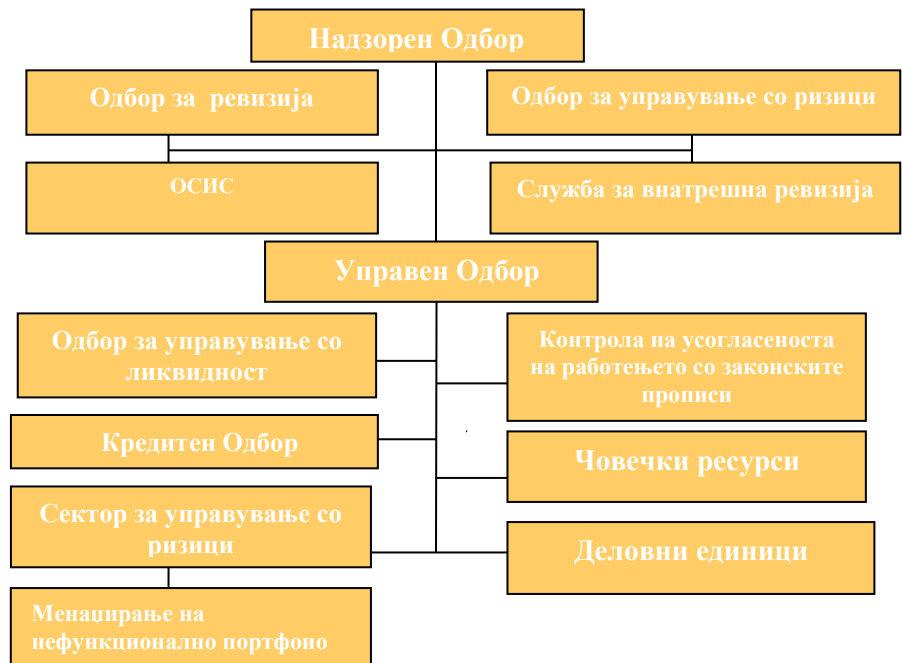 Надзорен Одбор
Одбор за ревизија
Одбор за управување со ризици
ОСИС
Служба за внатрешна ревизија
Управен Одбор
Одбор за управување со
ликвидност
Контрола на усогласеноста
на работењето со законските
прописи
Кредитен Одбор
Човечки ресурси
Сектор за управување со
ризици
Деловни единици
Менаџирање на
нефункционално портфоио